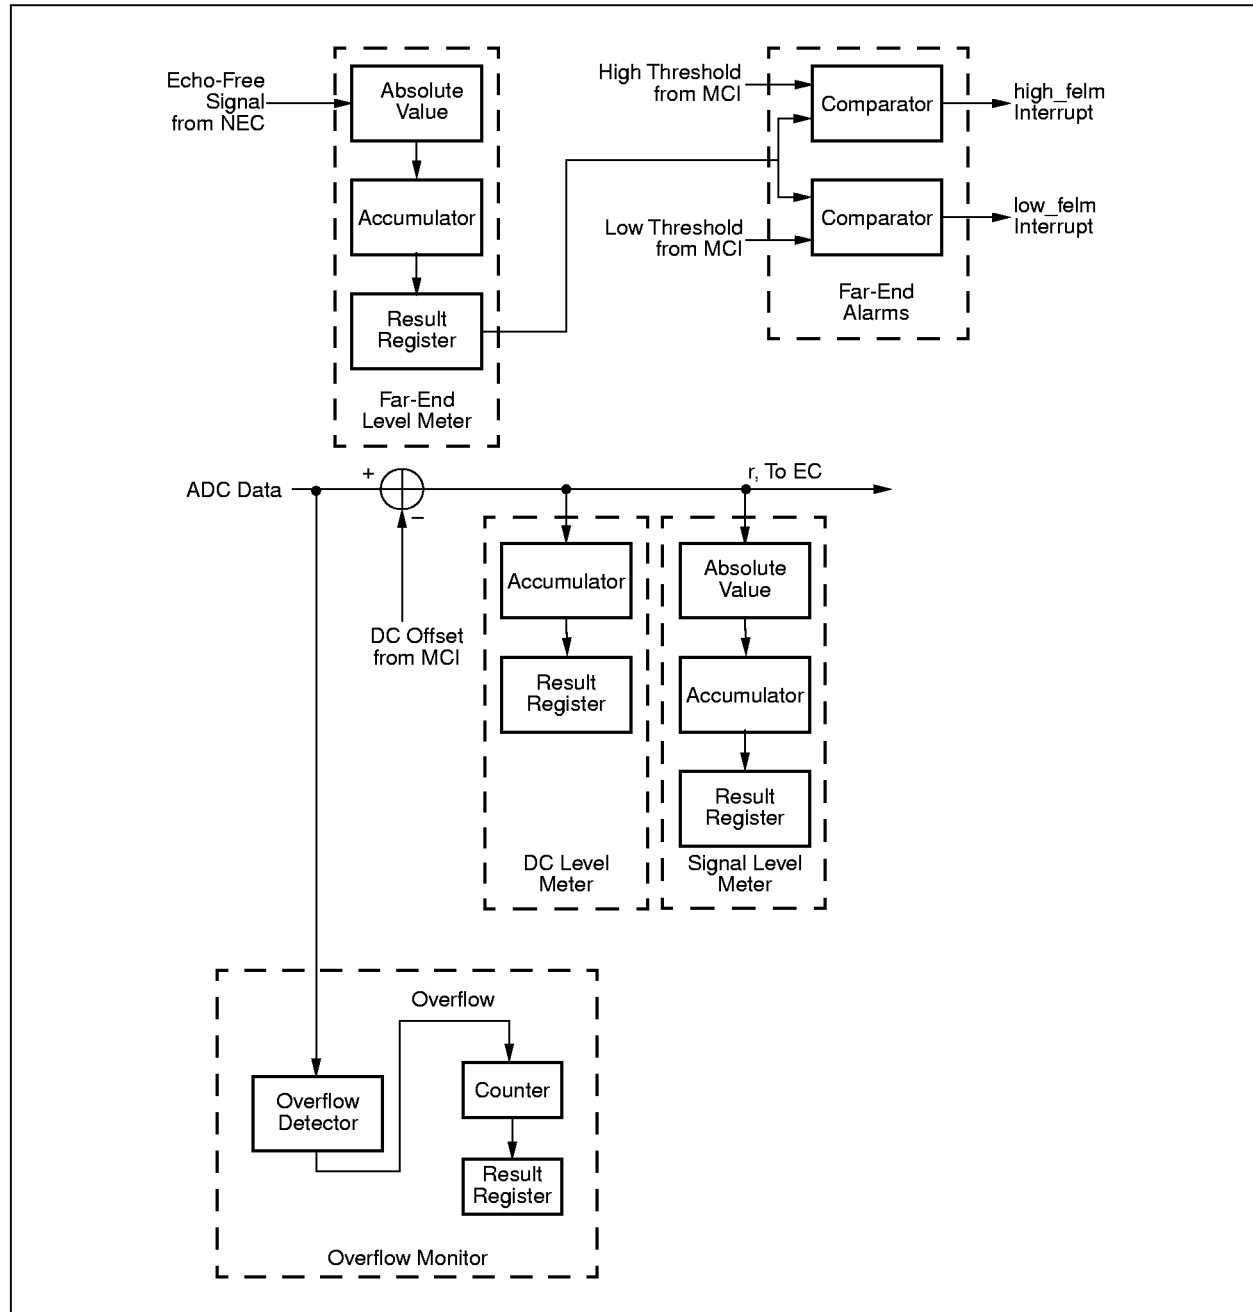 Echo-Free
Signal
from NEC
Absolute
Value
Accumulator
Result
Register
Far-End
Level Meter
High Threshold
from MCI
Comparator
high_felm
Interrupt
Low Threshold
from MCI
Comparator
low_felm
Interrupt
Far-End
Alarms
ADC Data
+
–
r, To EC
DC Offset
from MCI
Accumulator
Result
Register
DC Level
Meter
Absolute
Value
Accumulator
Result
Register
Signal Level
Meter
Overflow
Overflow
Detector
Counter
Result
Register
Overflow Monitor